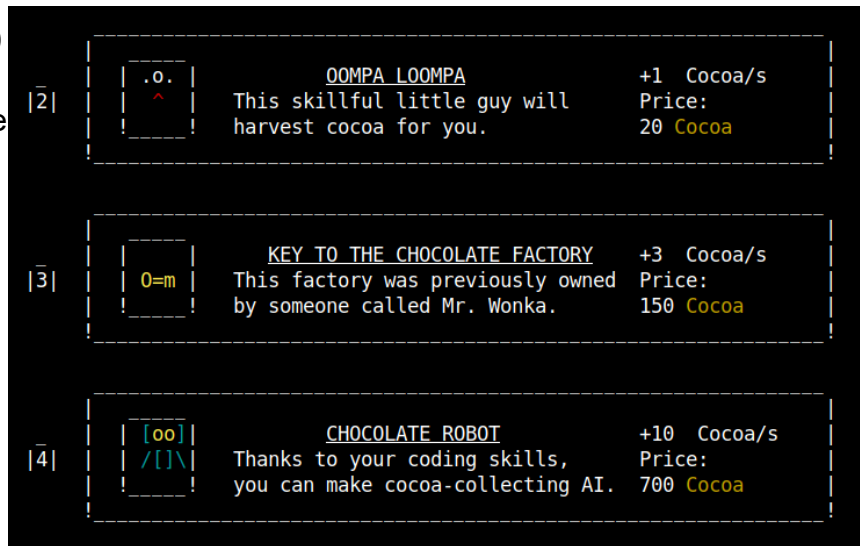 .o. OOMPA LOOMPA +1 Cocoa/s
|2| ^ This skillful little guy will Price:
harvest cocoa for you. 20 Cocoa
KEY TO THE CHOCOLATE FACTORY +3 Cocoa/s
|3| O=m This factory was previously owned Price:
by someone called Mr. Wonka. 150 Cocoa
[oo] CHOCOLATE ROBOT +10 Cocoa/s
|4| /[]\ Thanks to your coding skills, Price:
you can make cocoa-collecting AI. 700 Cocoa